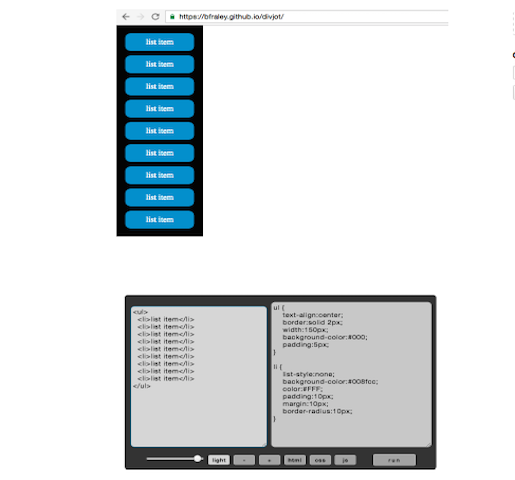 https://bfrsley.github.io/divjot/
list item
list item
list item
list item
list item
list item
list item
list item
list item
<ul>
<li>list item</li>
<li>list item</li>
<li>list item</li>
<li>list item</li>
<li>list item</li>
<li>list item</li>
<li>list item</li>
<li>list item</li>
<li>list item</li>
</ul>
ul {
text-align:center;
border:solid 2px;
width:150px;
background-color:#000;
padding:5px;
}
li {
list-style:none;
background-color:#008fcc;
color:#FFF;
padding:10px;
margin:10px;
border-radius:10px;
}
light - + html css js run